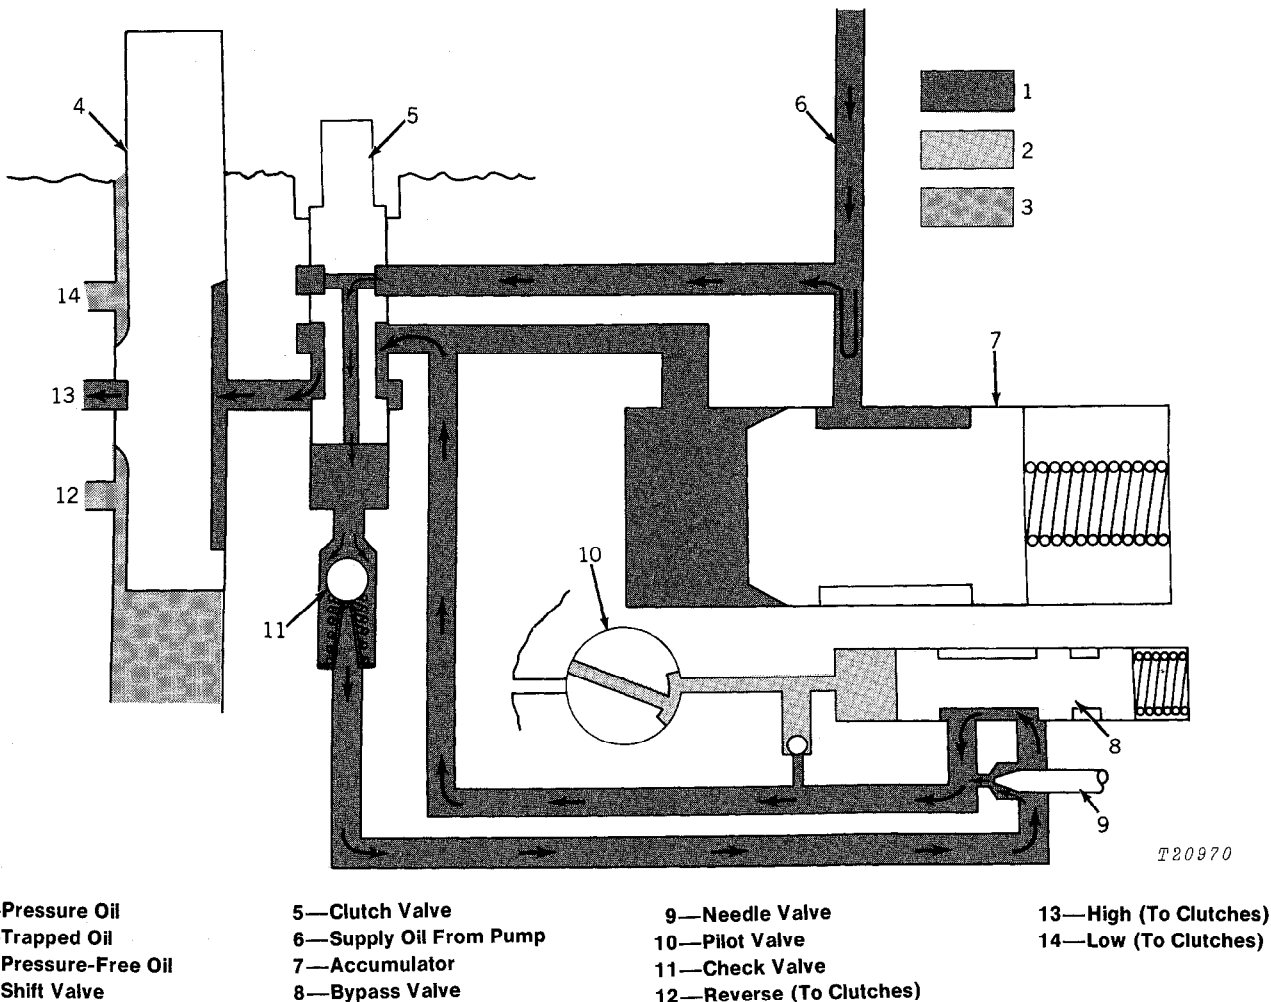 4
5
6
1
2
3
14
7
13
12
10
11
8
9
T20970
Pressure Oil
Trapped Oil
Pressure-Free Oil
Shift Valve
5—Clutch Valve
6—Supply Oil From Pump
7—Accumulator
8—Bypass Valve
9—Needle Valve
10—Pilot Valve
11—Check Valve
12—Reverse (To Clutches)
13—High (To Clutches)
14—Low (To Clutches)